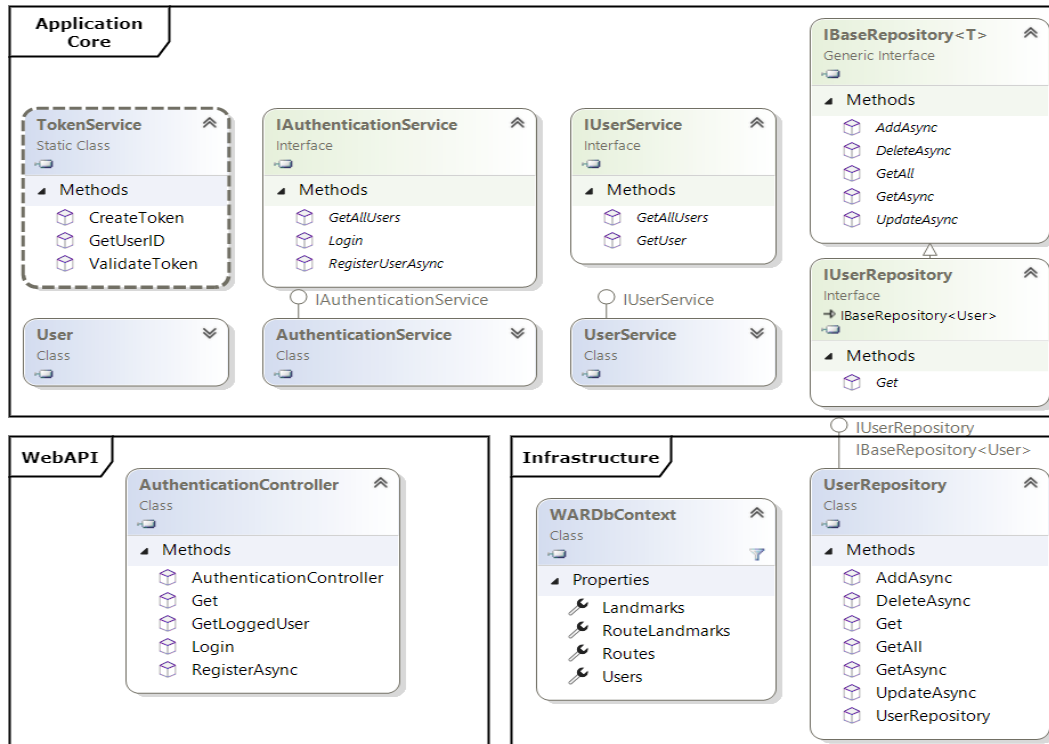 Application
Core
TokenService
Static Class
Methods
CreateToken
GetUserID
ValidateToken
IAuthenticationService
Interface
Methods
GetAllUsers
Login
RegisterUserAsync
IUserService
Interface
Methods
GetAllUsers
GetUser
IBaseRepository<T>
Generic Interface
Methods
AddAsync
DeleteAsync
GetAll
GetAsync
UpdateAsync
User
Class
IAuthenticationService
AuthenticationService
Class
IUserService
UserService
Class
IUserRepository
Interface
IBaseRepository<User>
Methods
Get
WebAPI
AuthenticationController
Class
Methods
AuthenticationController
Get
GetLoggedUser
Login
RegisterAsync
Infrastructure
WARDbContext
Class
Properties
Landmarks
RouteLandmarks
Routes
Users
IUserRepository
IBaseRepository<User>
UserRepository
Class
Methods
AddAsync
DeleteAsync
Get
GetAll
GetAsync
UpdateAsync
UserRepository